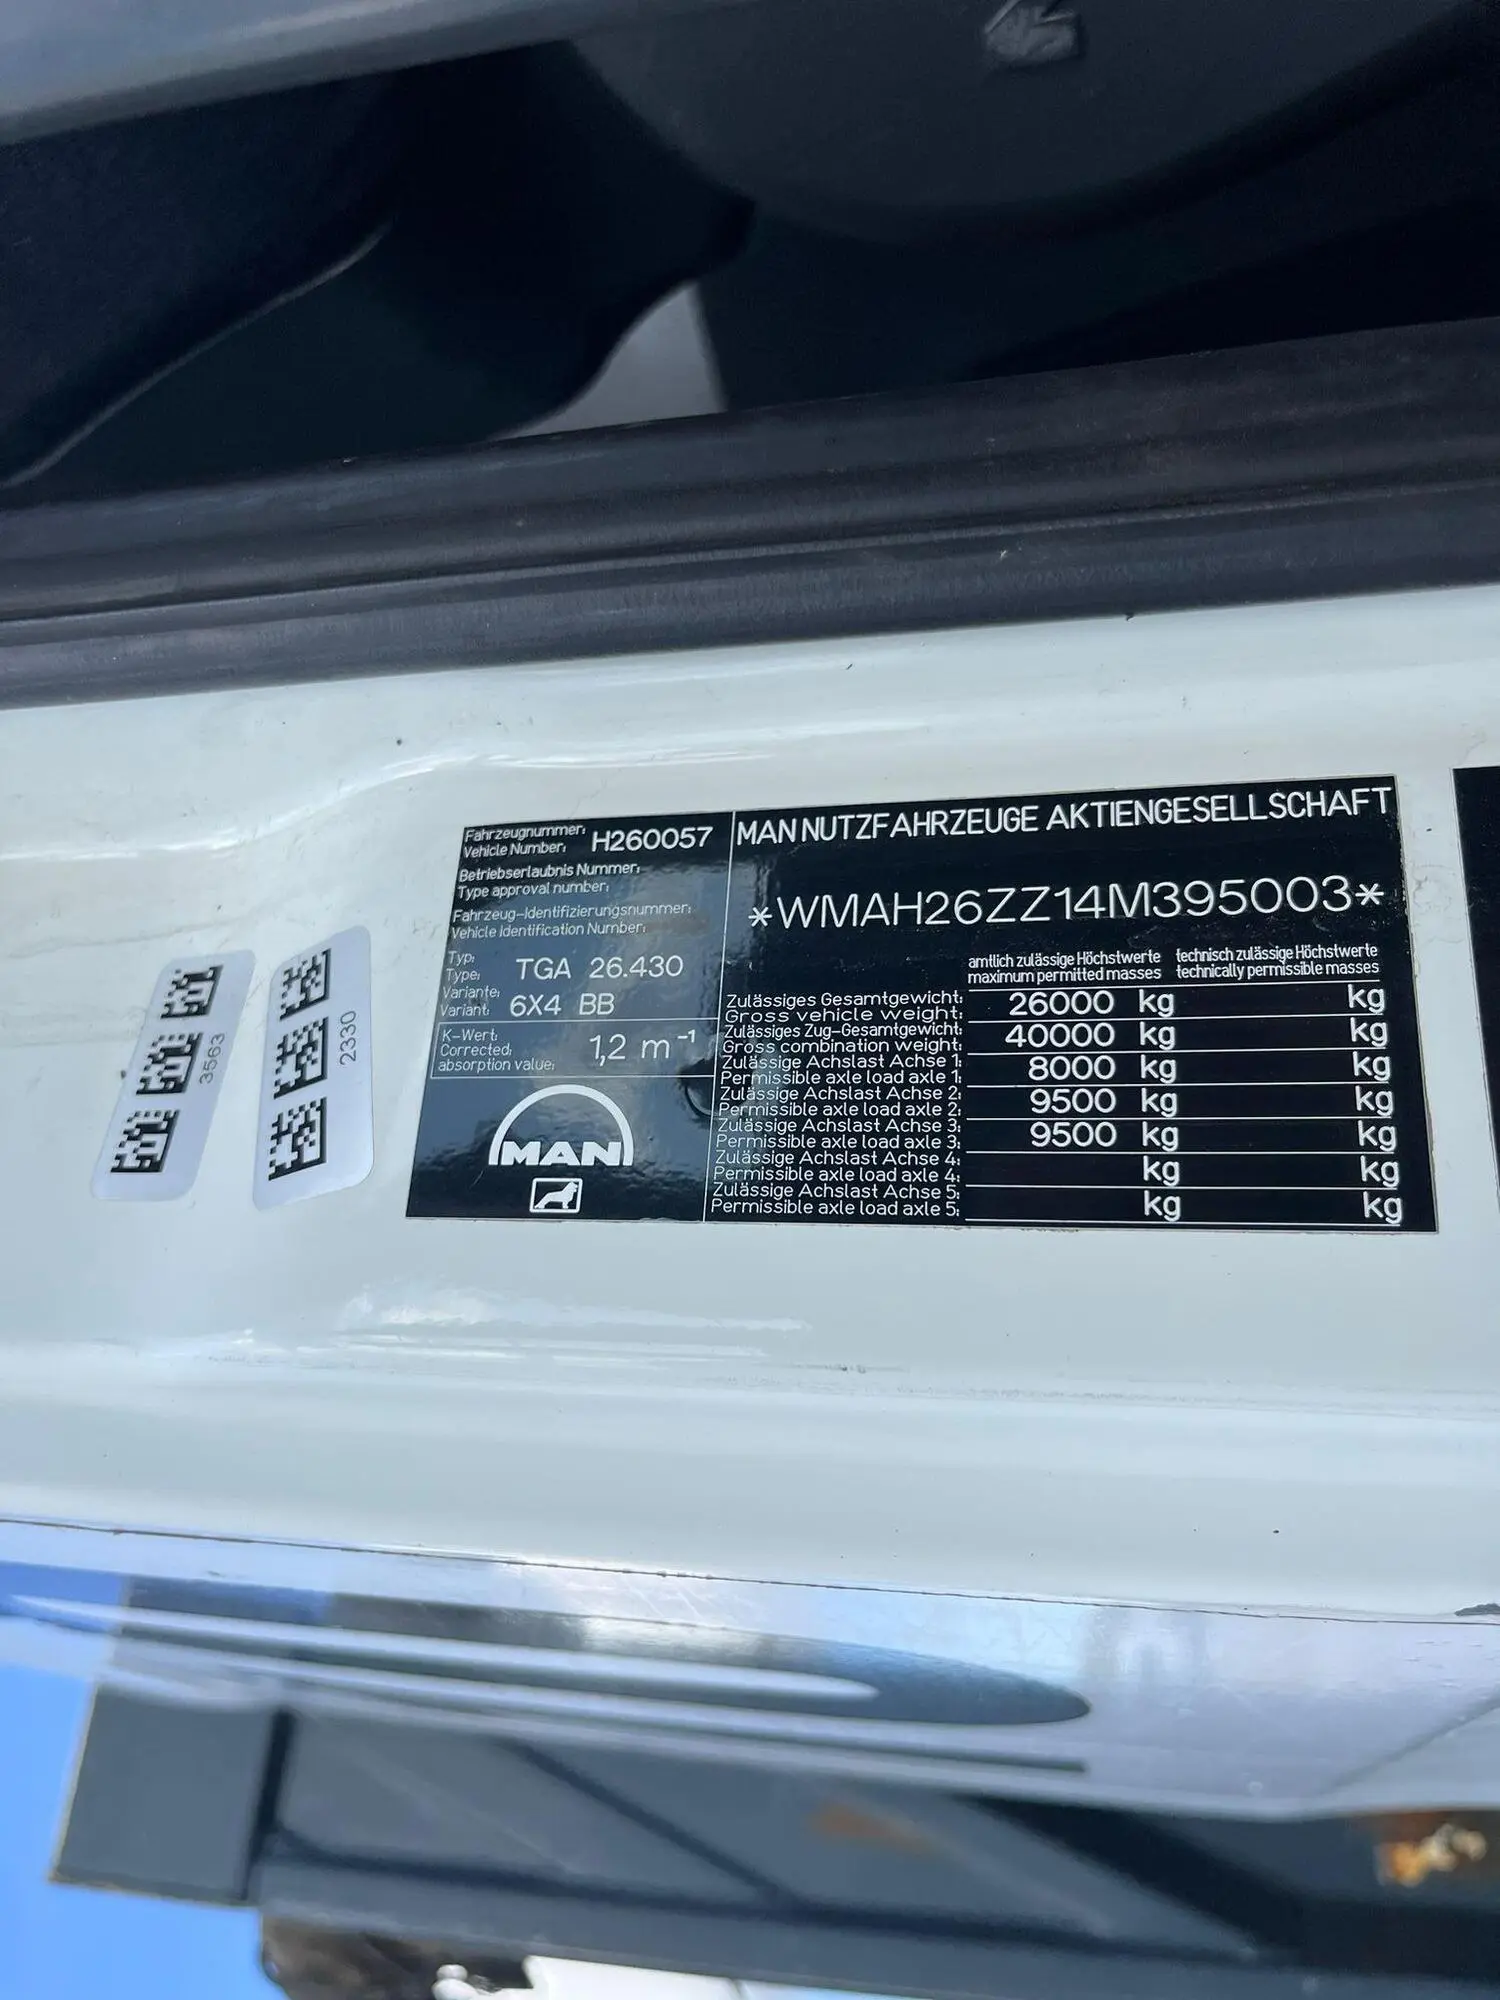 Fahrzeugnummer: H260057
Vehicle Number:
Betriebserlaubnis Nummer:
Type approval number:
Fahrzeug-Identifizierungsnummer:
Vehicle Identification Number:
Typ: TGA 26.430
Type:
Variante: 6X4 BB
Variant:
K-Wert: 1,2 m⁻¹
Corrected:
absorption value:
MAN
MAN NUTZFAHRZEUGE AKTIENGESELLSCHAFT
*WMAH26ZZ14M395003*
amtlich zulässige Höchstwerte technisch zulässige Höchstwerte
maximum permitted masses technically permissible masses
Zulässiges Gesamtgewicht: 26000 kg kg
Gross vehicle weight:
Zulässiges Zug-Gesamtgewicht: 40000 kg kg
Gross combination weight:
Zulässige Achslast Achse 1: 8000 kg kg
Permissible axle load axle 1:
Zulässige Achslast Achse 2: 9500 kg kg
Permissible axle load axle 2:
Zulässige Achslast Achse 3: 9500 kg kg
Permissible axle load axle 3:
Zulässige Achslast Achse 4: kg kg
Permissible axle load axle 4:
Zulässige Achslast Achse 5: kg kg
Permissible axle load axle 5:
3563
2330